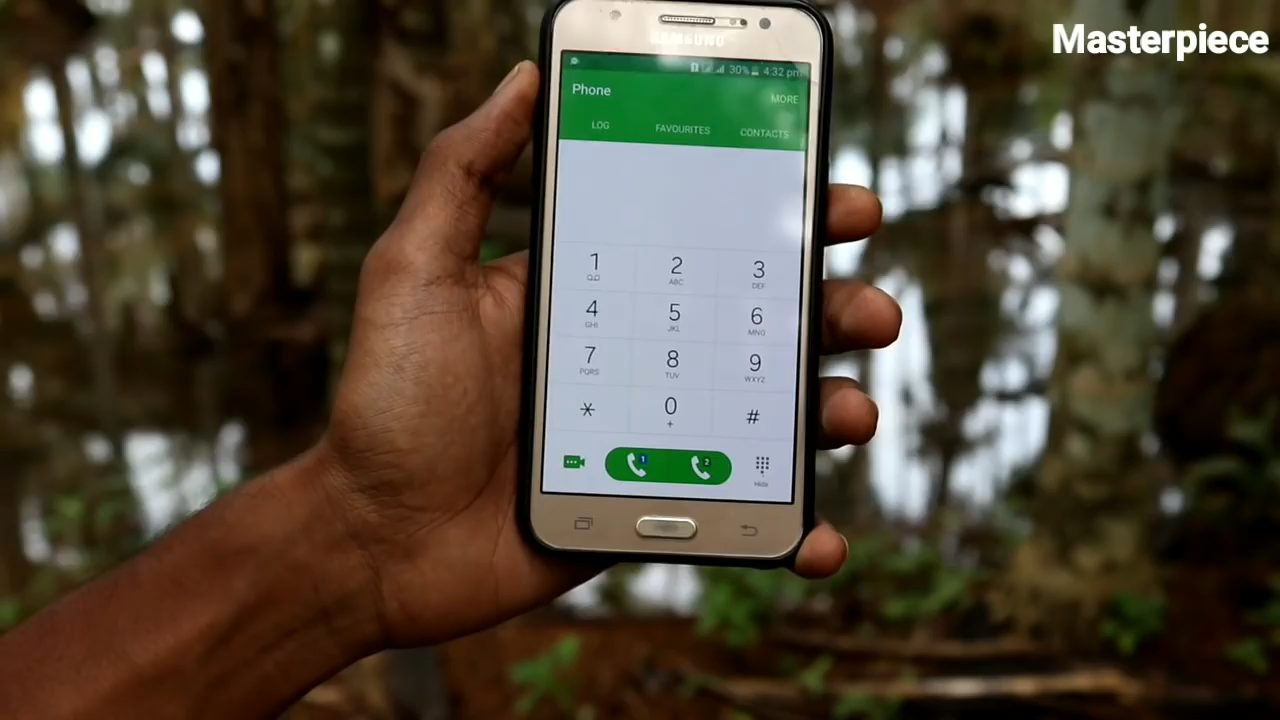 Masterpiece
SAMSUNG
30% 4:32 pm
Phone
MORE
LOG FAVOURITES CONTACTS
1 2 3
ABC DEF
4 5 6
GHI JKL MNO
7 8 9
PQRS TUV WXYZ
* 0 #
+
1 2
Hide